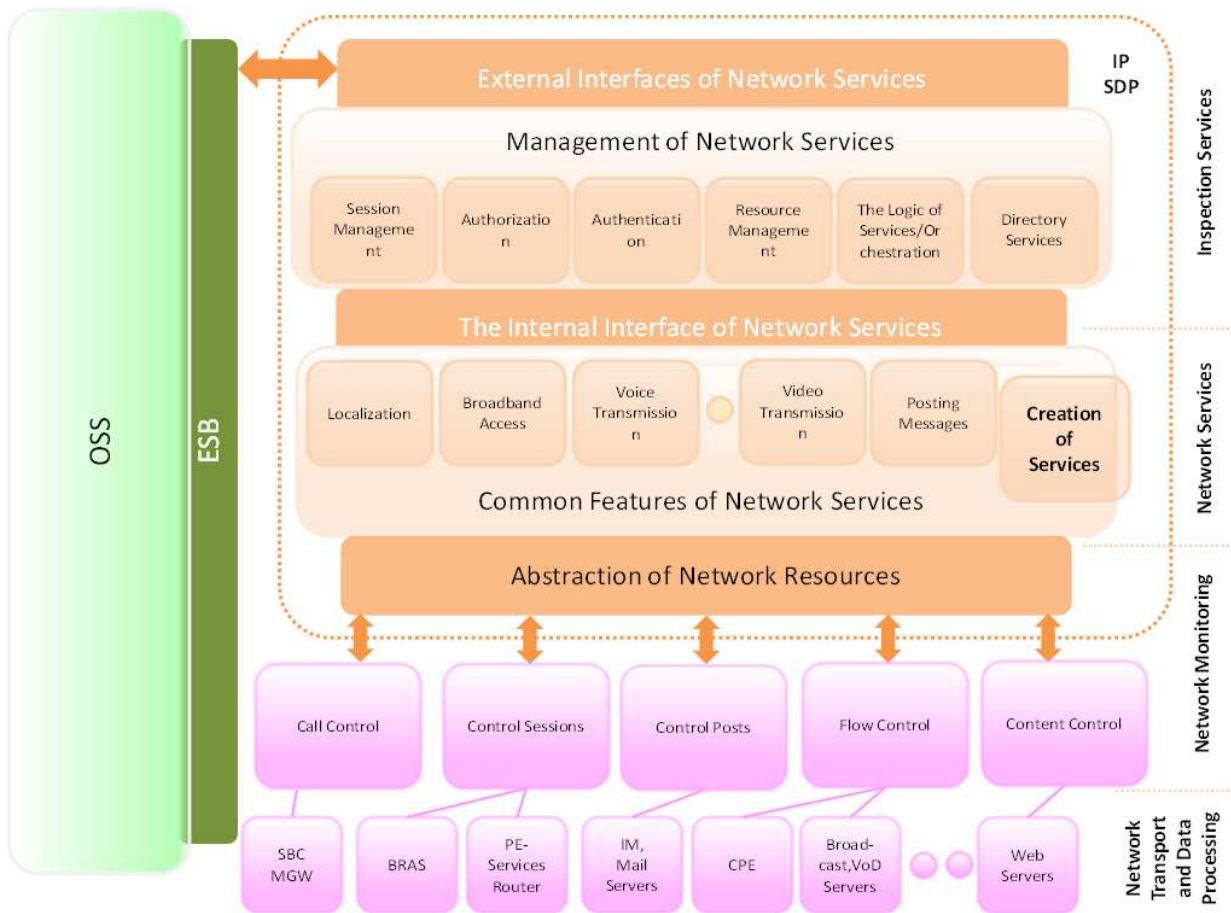 OSS
ESB
External Interfaces of Network Services
IP
SDP
Management of Network Services
Session
Manageme
nt
Authorizatio
n
Authenticati
on
Resource
Manageme
nt
The Logic of
Services/Or
chestration
Directory
Services
Inspection Services
The Internal Interface of Network Services
Localization
Broadband
Access
Voice
Transmissio
n
Video
Transmissio
n
Posting
Messages
Creation
of
Services
Common Features of Network Services
Network Services
Abstraction of Network Resources
Call Control
Control Sessions
Control Posts
Flow Control
Content Control
Network Monitoring
SBC
MGW
BRAS
PE-
Services
Router
IM,
Mail
Servers
CPE
Broad-
cast,VoD
Servers
Web
Servers
Network
Transport
and Data
Processing